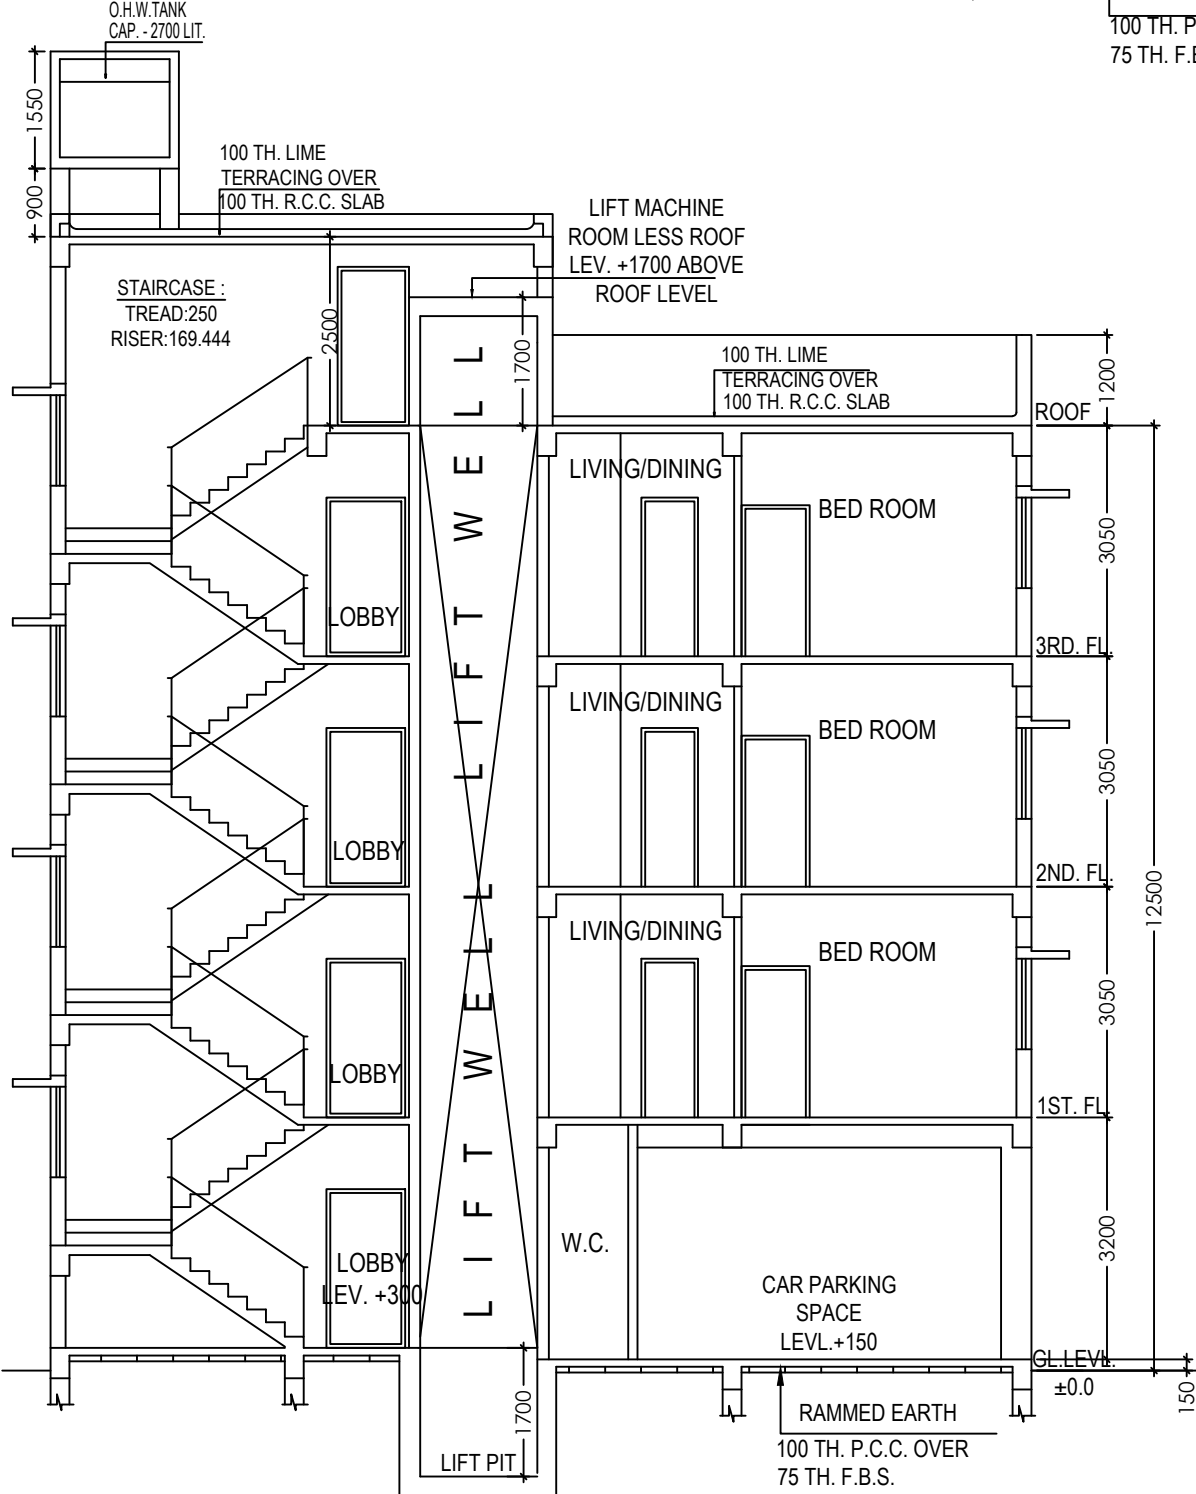 O.H.W.TANK
CAP. - 2700 LIT.
100 TH. P
75 TH. F.B
1550
900
100 TH. LIME
TERRACING OVER
100 TH. R.C.C. SLAB
LIFT MACHINE
ROOM LESS ROOF
LEV. +1700 ABOVE
ROOF LEVEL
STAIRCASE :
TREAD:250
RISER:169.444
2500
1700
100 TH. LIME
TERRACING OVER
100 TH. R.C.C. SLAB
1200
ROOF
LIVING/DINING
BED ROOM
3050
LOBBY
3RD. FL.
LIVING/DINING
BED ROOM
3050
LOBBY
2ND. FL.
12500
LIFT WELL
LIFT WELL
LIVING/DINING
BED ROOM
3050
LOBBY
1ST. FL
W.C.
3200
LOBBY
LEV. +300
CAR PARKING
SPACE
LEVL.+150
GL.LEVL.
±0.0
150
1700
LIFT PIT
RAMMED EARTH
100 TH. P.C.C. OVER
75 TH. F.B.S.